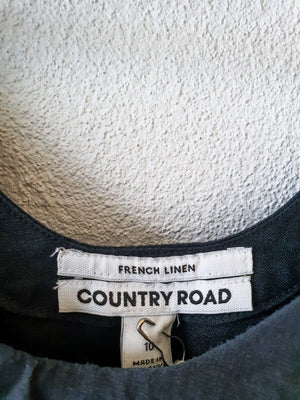 FRENCH LINEN
COUNTRY ROAD
10
MADE IN